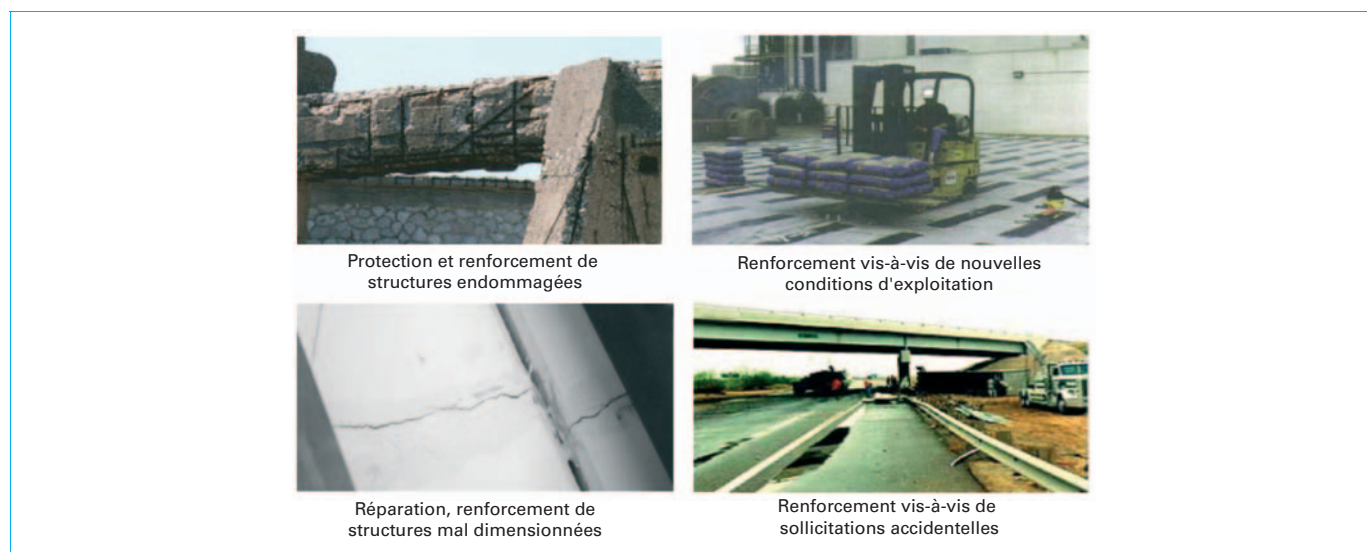 Protection et renforcement de
structures endommagées
Renforcement vis-à-vis de nouvelles
conditions d'exploitation
Réparation, renforcement de
structures mal dimensionnées
Renforcement vis-à-vis de
sollicitations accidentelles